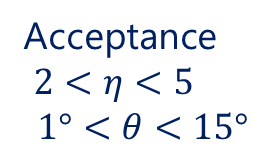 Acceptance
2 < η < 5
1° < θ < 15°